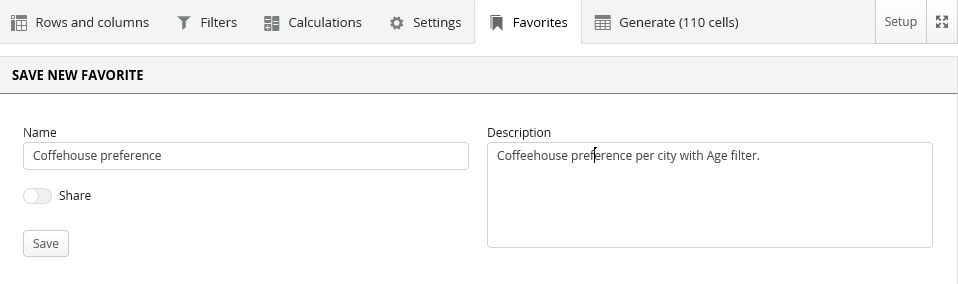 Rows and columns Filters Calculations Settings Favorites Generate (110 cells) Setup
SAVE NEW FAVORITE
Name
Coffehouse preference
Description
Coffeehouse preference per city with Age filter.
Share
Save